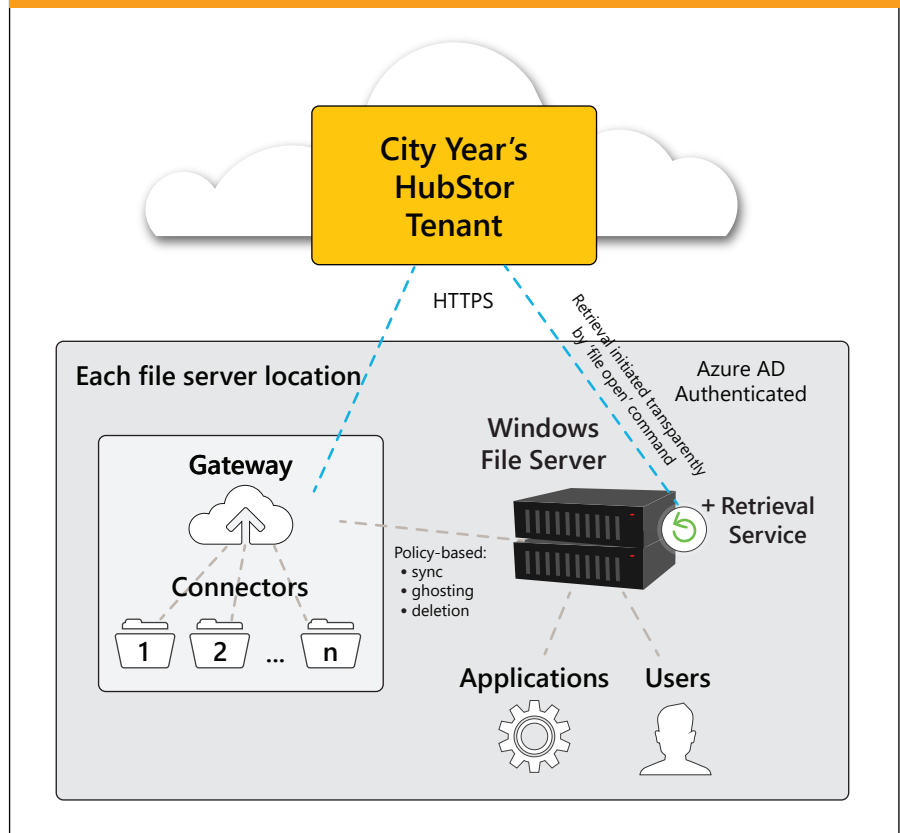 City Year’s
HubStor
Tenant
HTTPS
Retrieval initiated transparently
by ‘file open’ command
Each file server location
Azure AD
Authenticated
Gateway
Connectors
1
2
...
n
Policy-based:
• sync
• ghosting
• deletion
Windows
File Server
+ Retrieval
Service
Applications
Users